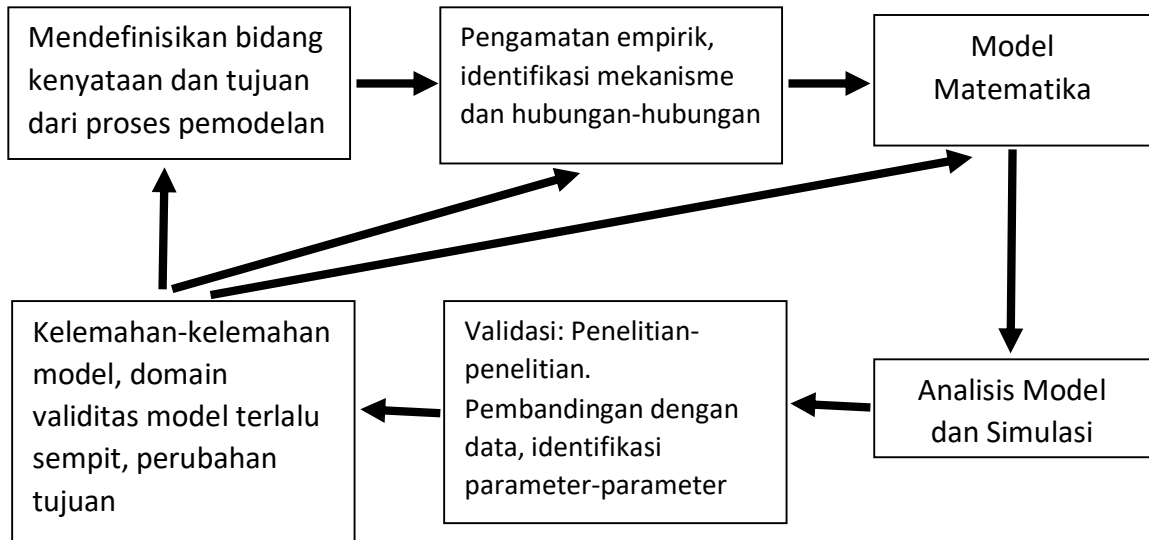 Mendefinisikan bidang
kenyataan dan tujuan
dari proses pemodelan
Pengamatan empirik,
identifikasi mekanisme
dan hubungan-hubungan
Model
Matematika
Kelemahan-kelemahan
model, domain
validitas model terlalu
sempit, perubahan
tujuan
Validasi: Penelitian-
penelitian.
Pembandingan dengan
data, identifikasi
parameter-parameter
Analisis Model
dan Simulasi